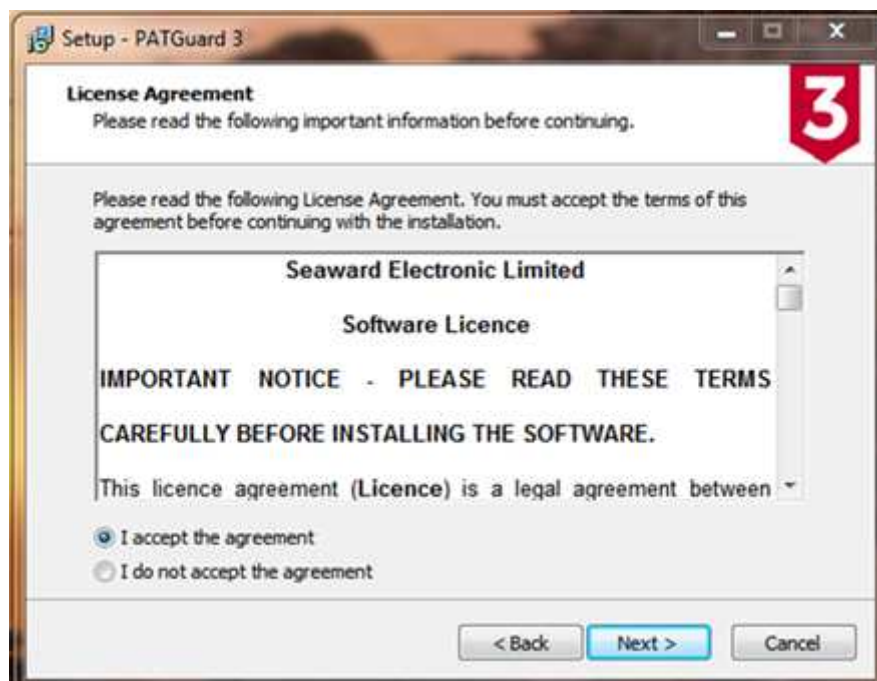 Setup - PATGuard 3
License Agreement
Please read the following important information before continuing.
3
Please read the following License Agreement. You must accept the terms of this
agreement before continuing with the installation.
Seaward Electronic Limited
Software Licence
IMPORTANT NOTICE - PLEASE READ THESE TERMS
CAREFULLY BEFORE INSTALLING THE SOFTWARE.
This licence agreement (Licence) is a legal agreement between
I accept the agreement
I do not accept the agreement
< Back Next > Cancel